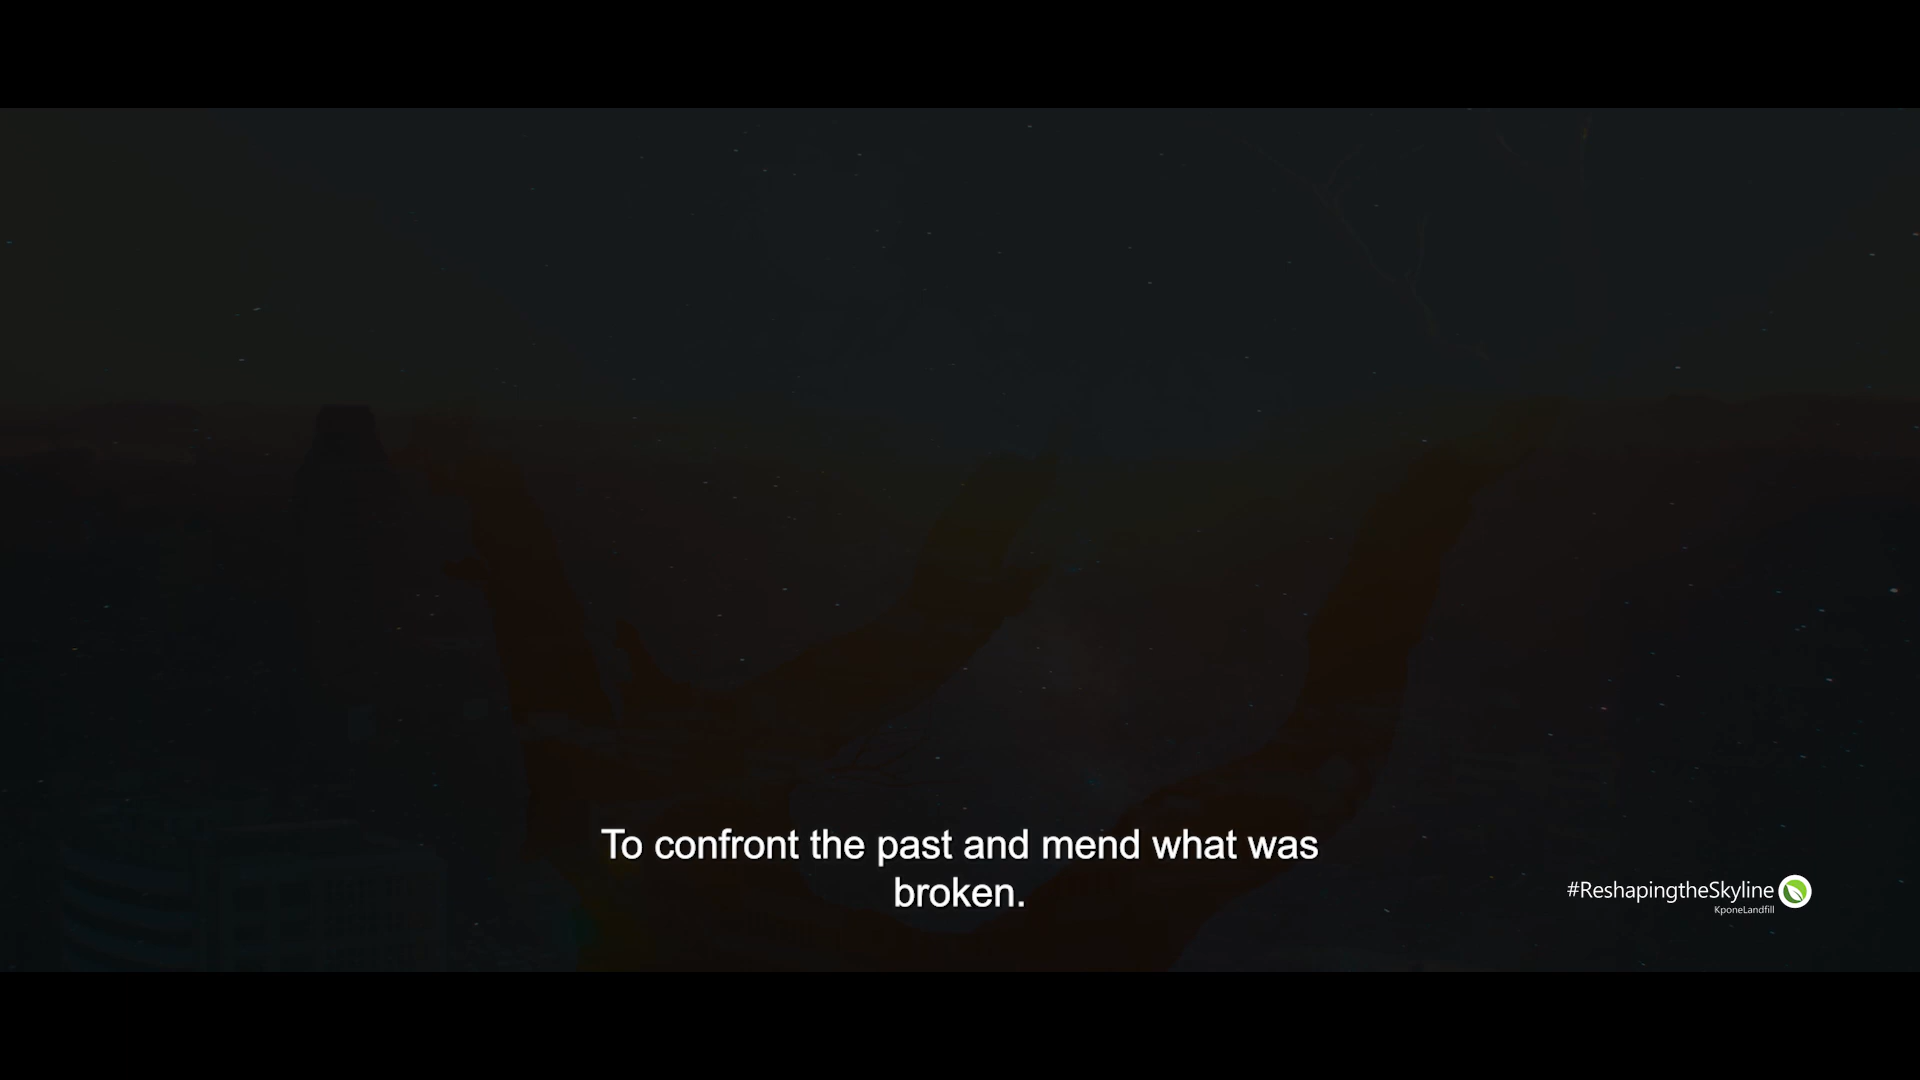 To confront the past and mend what was
broken.
#ReshapingtheSkyline
KponeLandfill